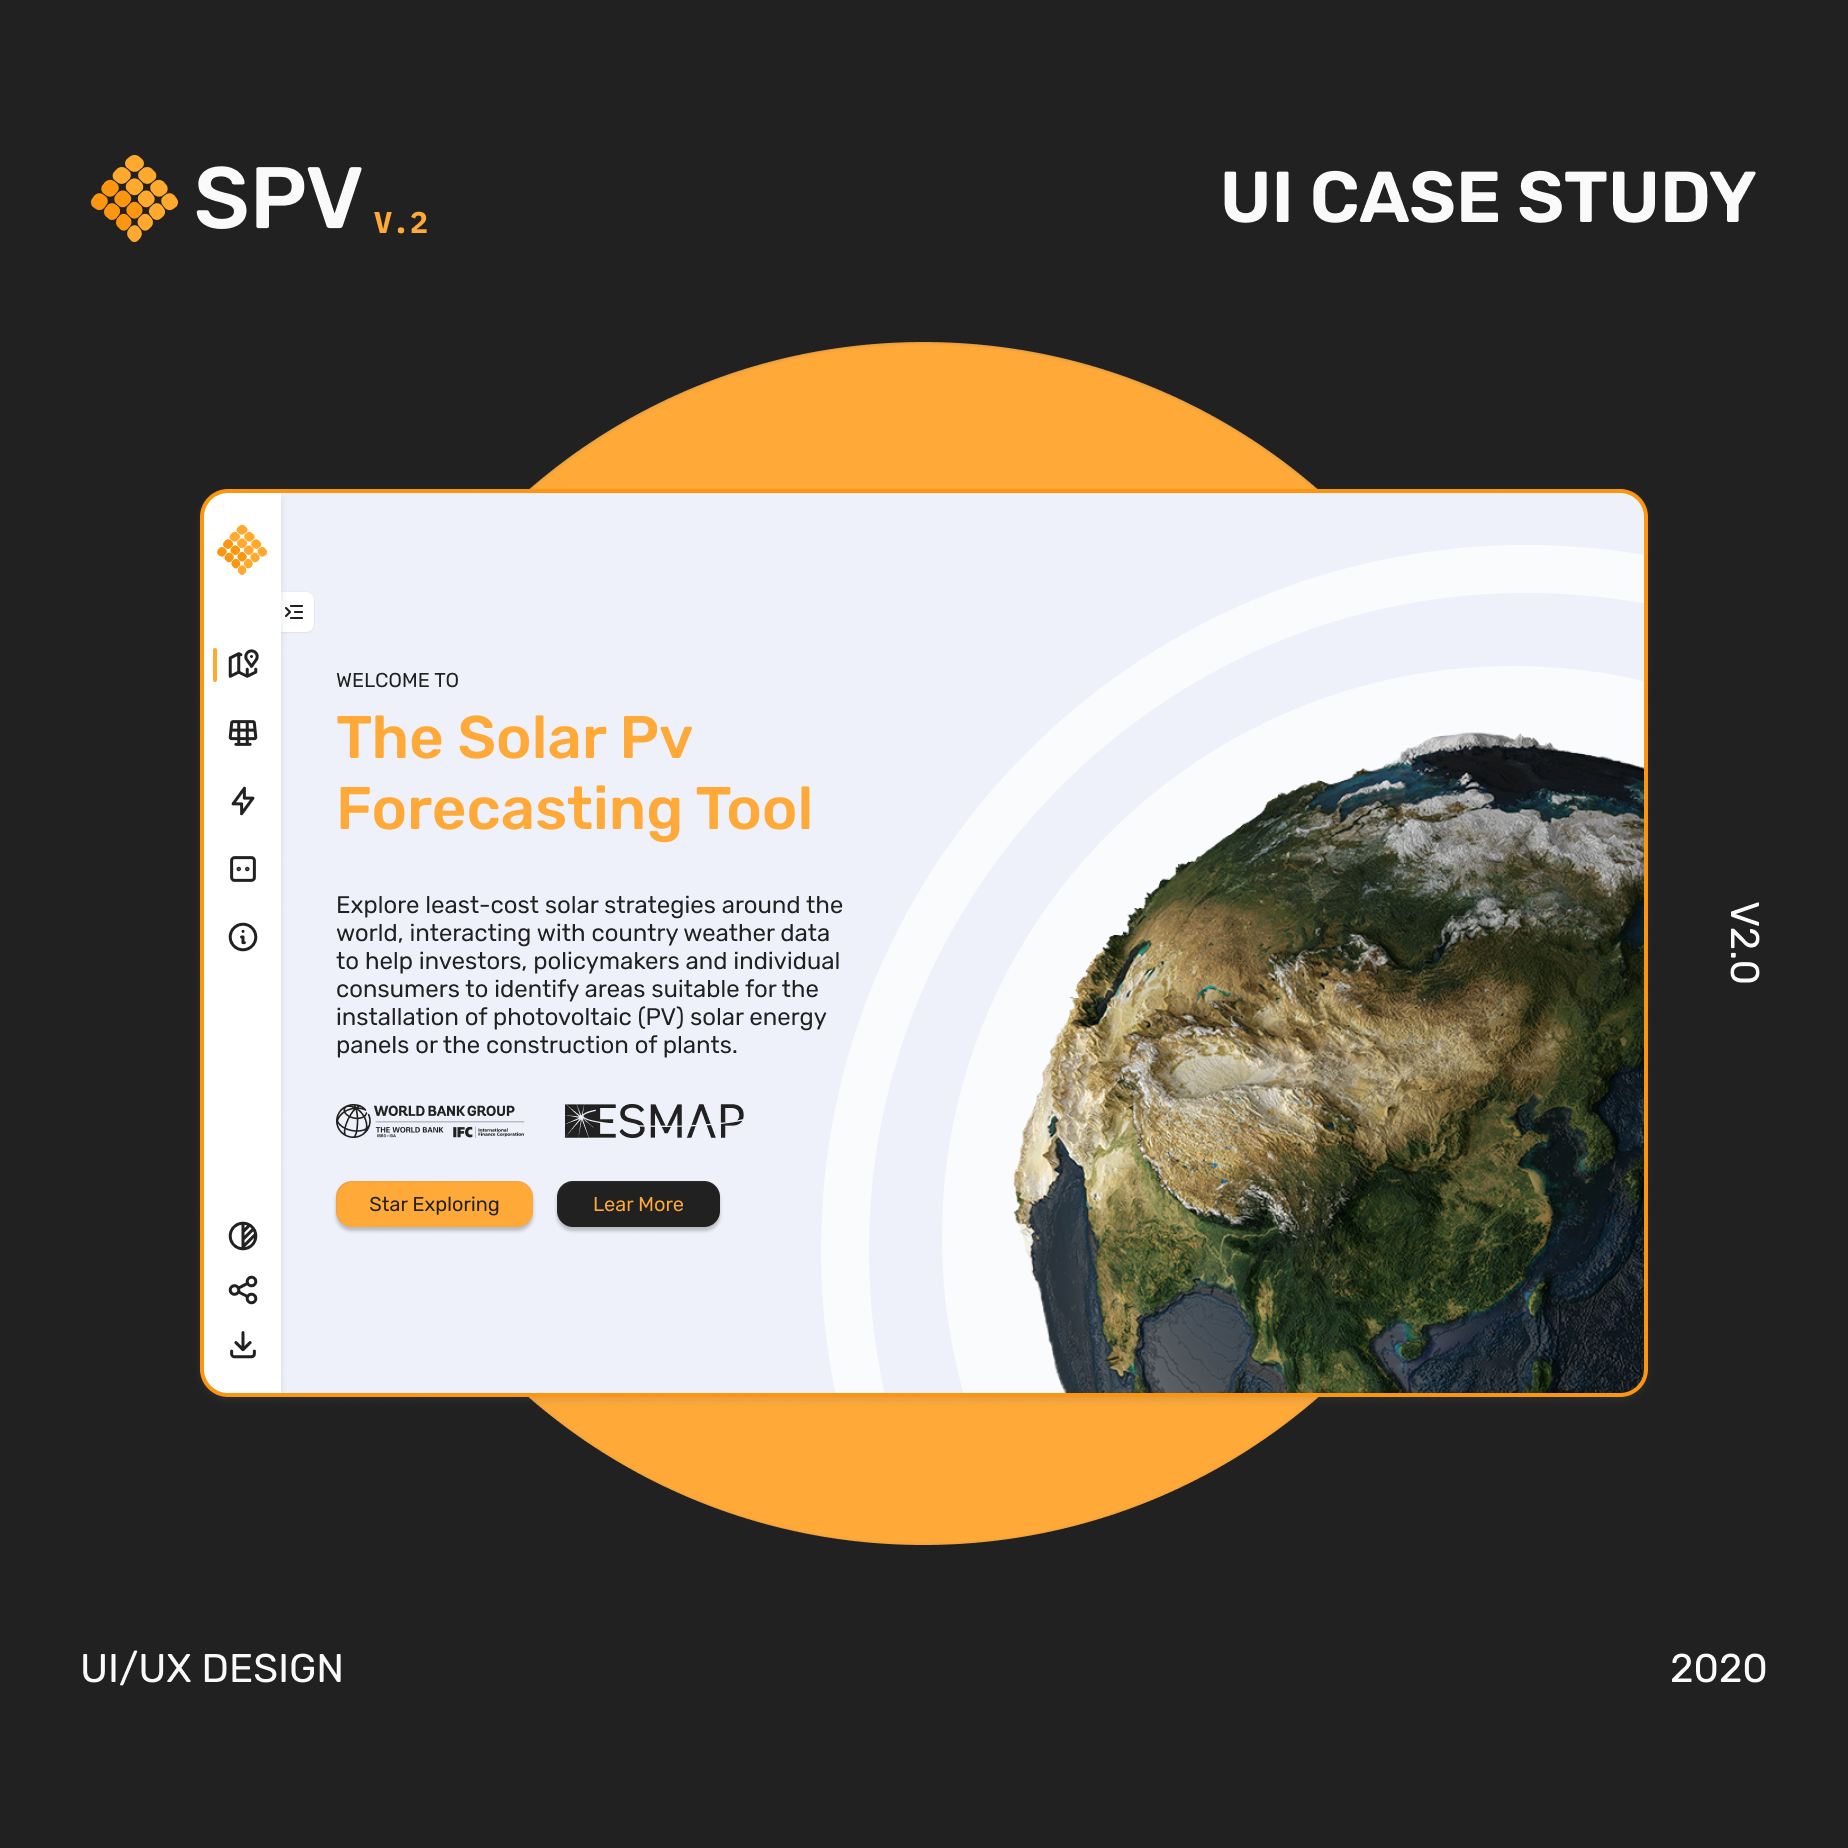 SPV V.2
UI CASE STUDY
WELCOME TO
The Solar Pv
Forecasting Tool
Explore least-cost solar strategies around the
world, interacting with country weather data
to help investors, policymakers and individual
consumers to identify areas suitable for the
installation of photovoltaic (PV) solar energy
panels or the construction of plants.
WORLD BANK GROUP
THE WORLD BANK
IBRD • IDA
IFC International
Finance Corporation
ESMAP
Star Exploring
Lear More
V2.0
UI/UX DESIGN
2020